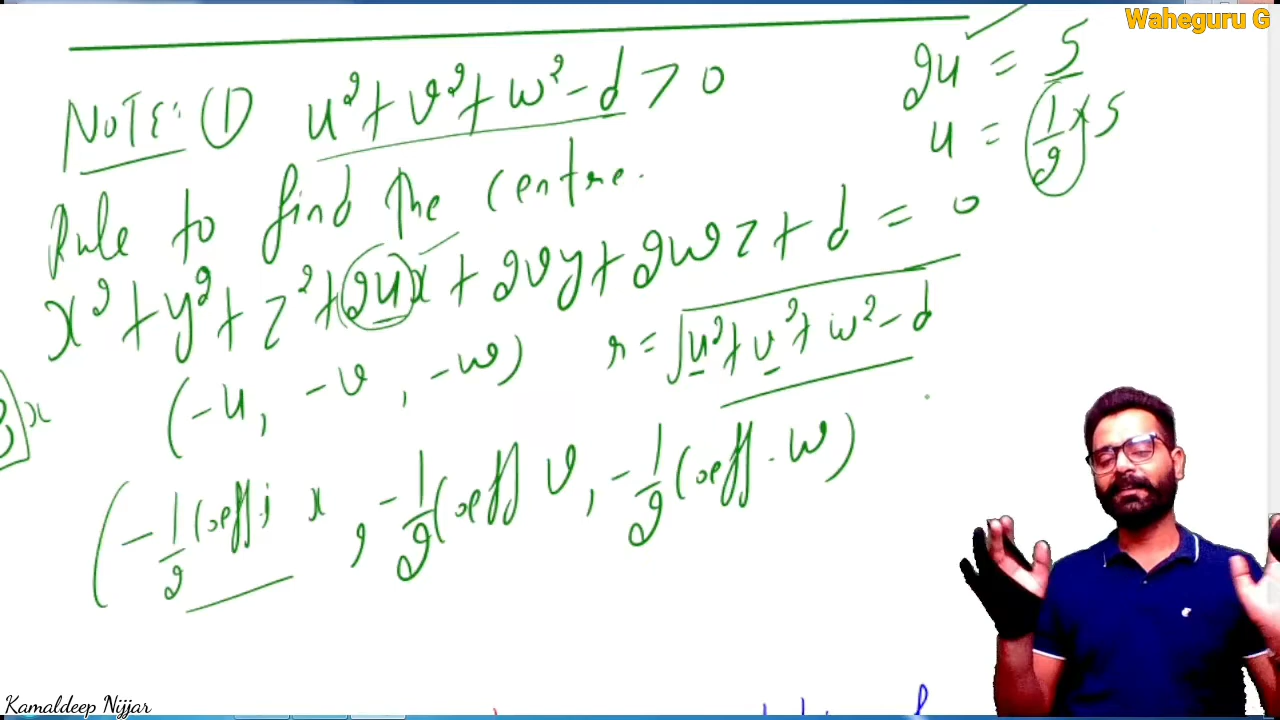 Waheguru G
NOTE: (1) u² + v² + w² - d > 0
2u = 5
u = 1/2 × 5
Rule to find the centre.
x² + y² + z² + 2ux + 2vy + 2wz + d = 0
x
(-u, -v, -w) r = √u² + v² + w² - d
(-1/2 (coeff. x, -1/2 (coeff v, -1/2 (coeff. w)
Kamaldeep Nijjar